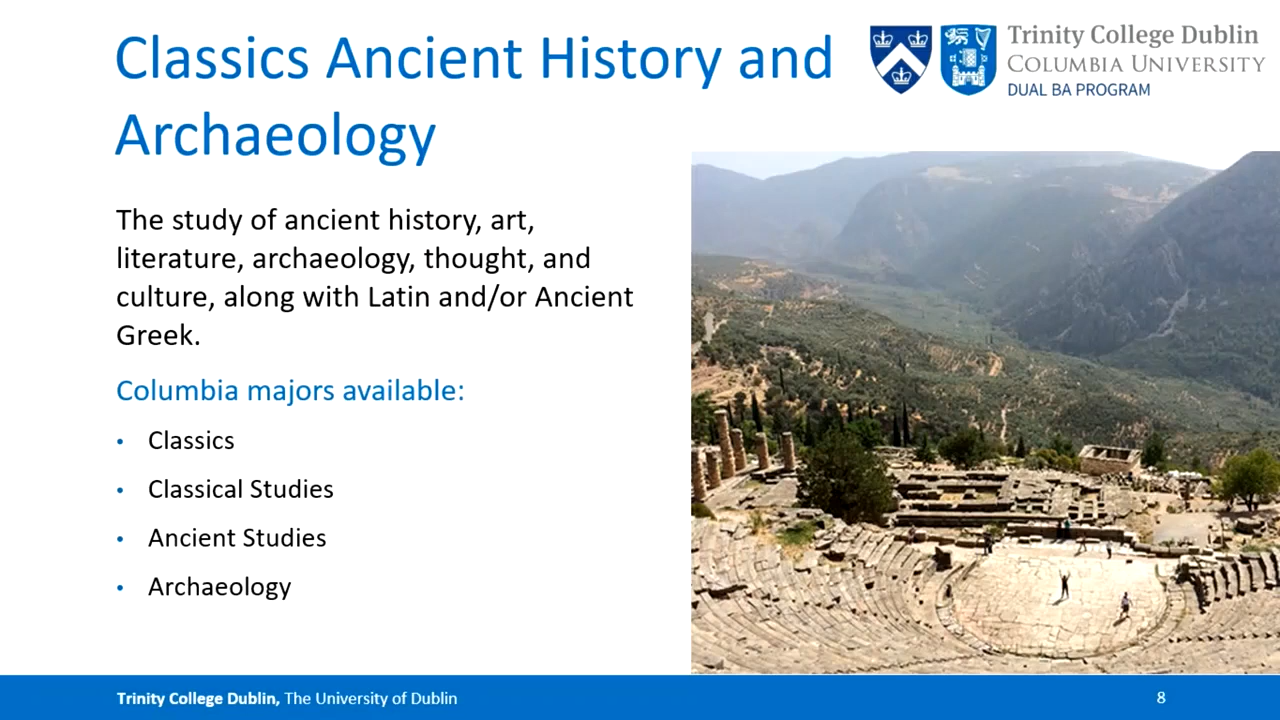 Classics Ancient History and
Archaeology
Trinity College Dublin
COLUMBIA UNIVERSITY
DUAL BA PROGRAM
The study of ancient history, art,
literature, archaeology, thought, and
culture, along with Latin and/or Ancient
Greek.
Columbia majors available:
• Classics
• Classical Studies
• Ancient Studies
• Archaeology
Trinity College Dublin, The University of Dublin
8